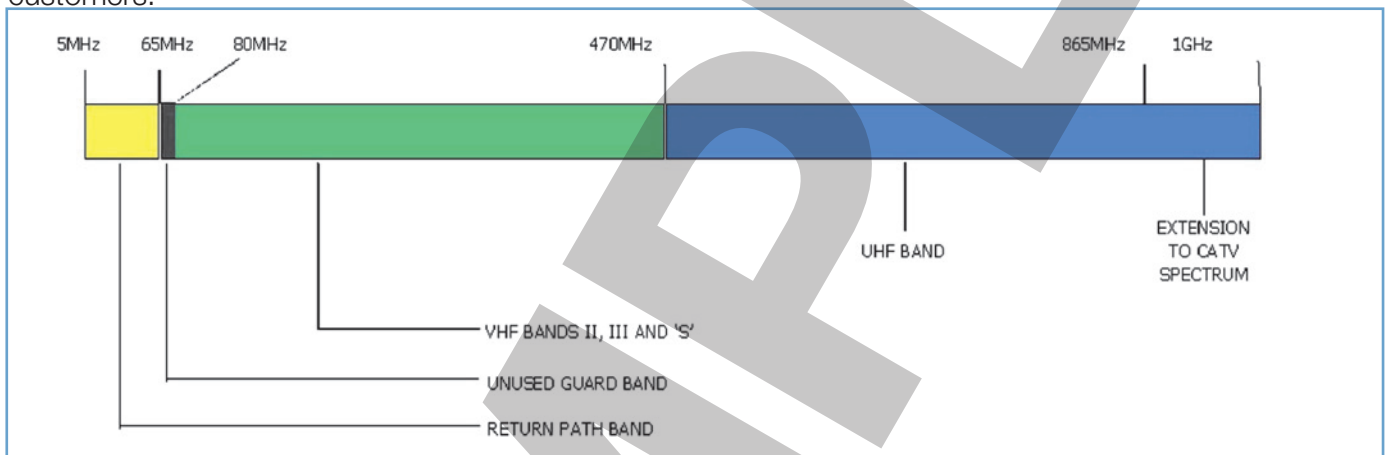 customers.
5MHz 65MHz 80MHz 470MHz 865MHz 1GHz
UHF BAND
EXTENSION
TO CATV
SPECTRUM
VHF BANDS II, III AND 'S'
UNUSED GUARD BAND
RETURN PATH BAND